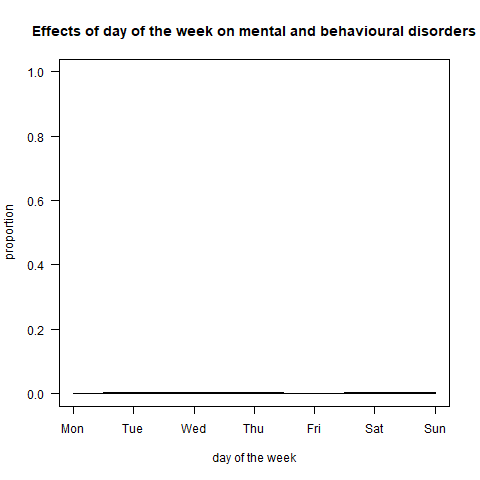 Effects of day of the week on mental and behavioural disorders
1.0
0.8
0.6
0.4
0.2
0.0
proportion
Mon Tue Wed Thu Fri Sat Sun
day of the week